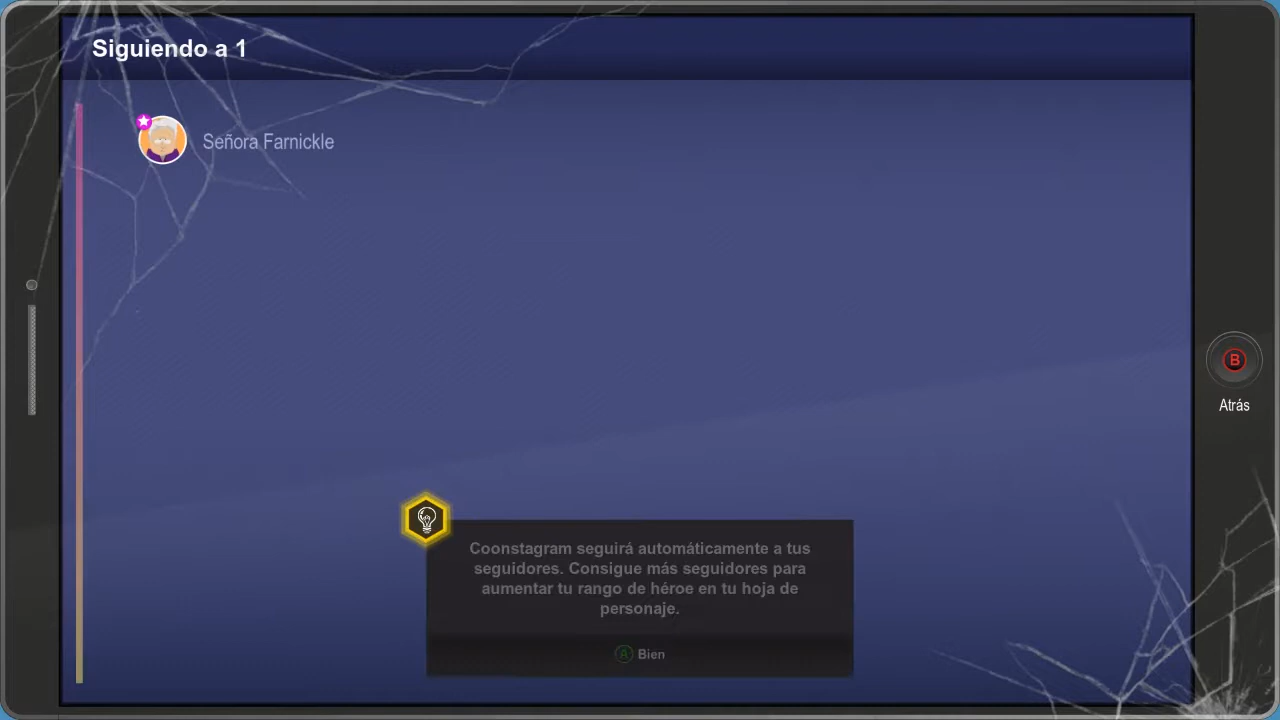 Siguiendo a 1
Señora Farnickle
B
Atrás
Coonstagram seguirá automáticamente a tus
seguidores. Consigue más seguidores para
aumentar tu rango de héroe en tu hoja de
personaje.
A Bien